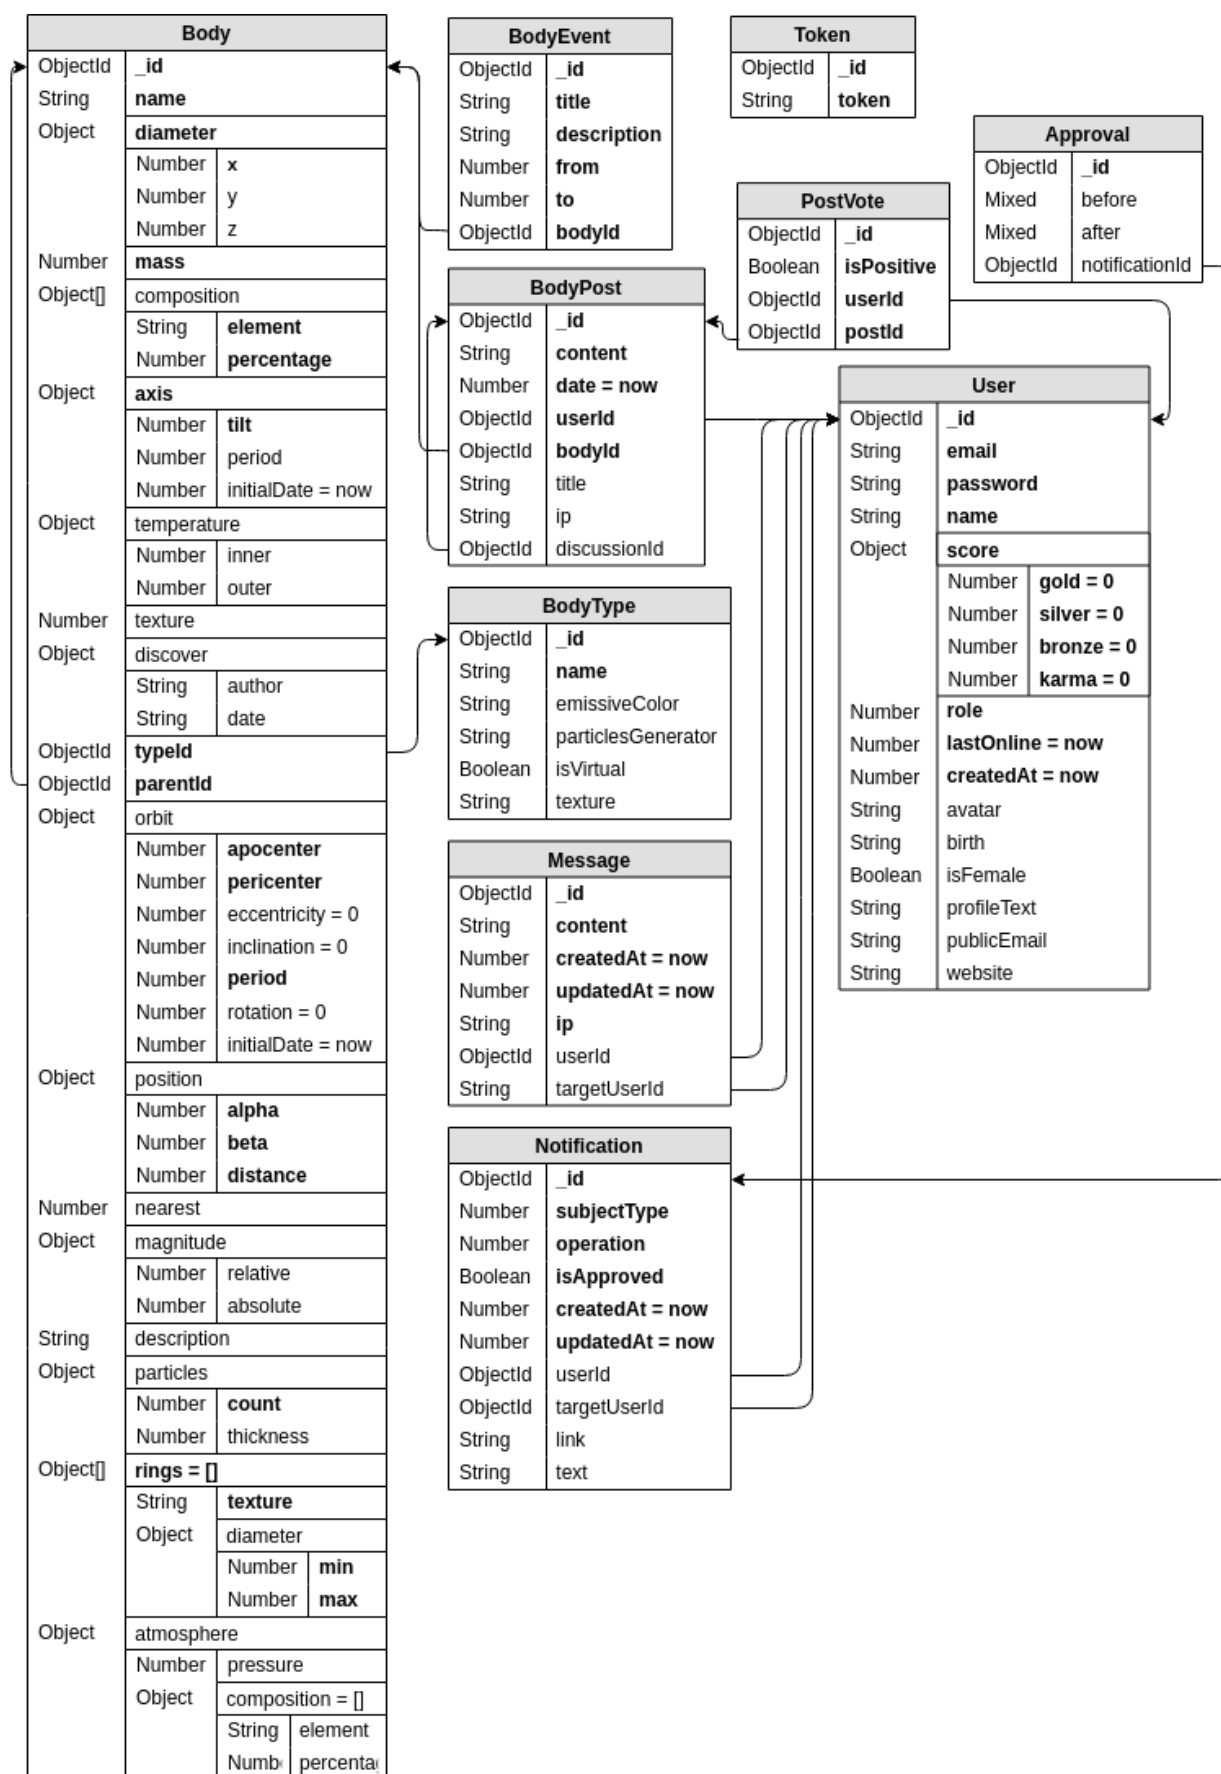 Body
ObjectId _id
String name
Object diameter
Number x
Number y
Number z
Number mass
Object[] composition
String element
Number percentage
Object axis
Number tilt
Number period
Number initialDate = now
Object temperature
Number inner
Number outer
Number texture
Object discover
String author
String date
ObjectId typeId
ObjectId parentId
Object orbit
Number apocenter
Number pericenter
Number eccentricity = 0
Number inclination = 0
Number period
Number rotation = 0
Number initialDate = now
Object position
Number alpha
Number beta
Number distance
Number nearest
Object magnitude
Number relative
Number absolute
String description
Object particles
Number count
Number thickness
Object[] rings = []
String texture
Object diameter
Number min
Number max
Object atmosphere
Number pressure
Object composition = []
String element
BodyEvent
ObjectId _id
String title
String description
Number from
Number to
ObjectId bodyId
BodyPost
ObjectId _id
String content
Number date = now
ObjectId userId
ObjectId bodyId
String title
String ip
ObjectId discussionId
BodyType
ObjectId _id
String name
String emissiveColor
String particlesGenerator
Boolean isVirtual
String texture
Message
ObjectId _id
String content
Number createdAt = now
Number updatedAt = now
String ip
ObjectId userId
String targetUserId
Notification
ObjectId _id
Number subjectType
Number operation
Boolean isApproved
Number createdAt = now
Number updatedAt = now
ObjectId userId
ObjectId targetUserId
String link
String text
Token
ObjectId _id
String token
PostVote
ObjectId _id
Boolean isPositive
ObjectId userId
ObjectId postId
Approval
ObjectId _id
Mixed before
Mixed after
ObjectId notificationId
User
ObjectId _id
String email
String password
String name
Object score
Number gold = 0
Number silver = 0
Number bronze = 0
Number karma = 0
Number role
Number lastOnline = now
Number createdAt = now
String avatar
String birth
Boolean isFemale
String profileText
String publicEmail
String website